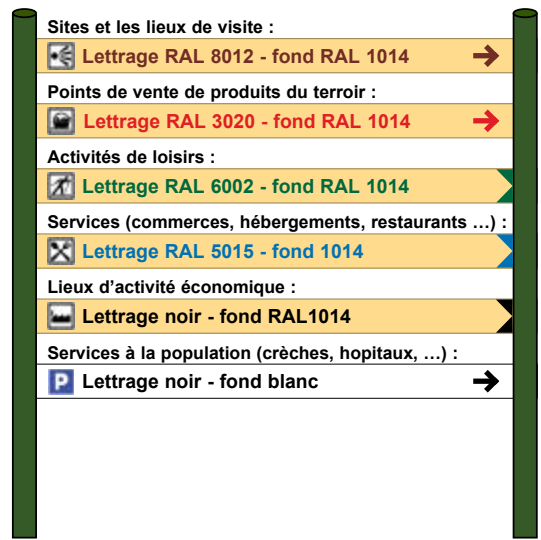 Sites et les lieux de visite :
Lettrage RAL 8012 - fond RAL 1014
Points de vente de produits du terroir :
Lettrage RAL 3020 - fond RAL 1014
Activités de loisirs :
Lettrage RAL 6002 - fond RAL 1014
Services (commerces, hébergements, restaurants ...) :
Lettrage RAL 5015 - fond 1014
Lieux d'activité économique :
Lettrage noir - fond RAL1014
Services à la population (crèches, hopitaux, ...) :
P Lettrage noir - fond blanc